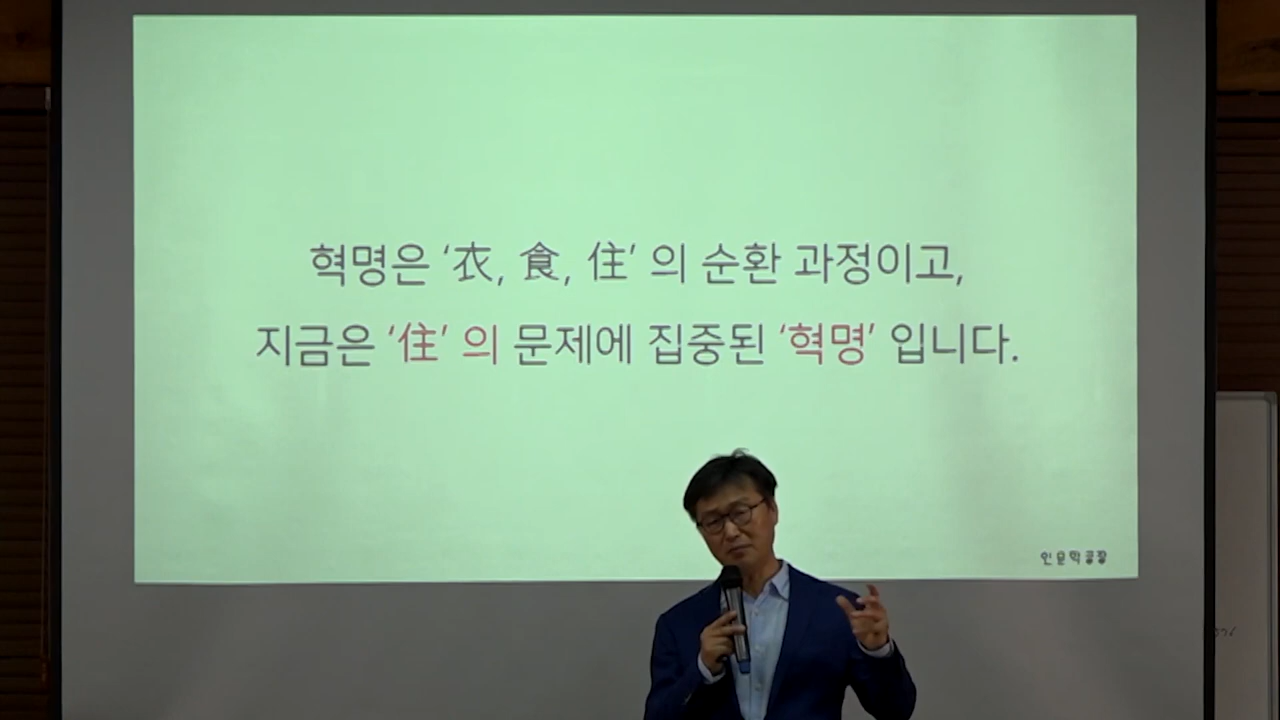 혁명은 ‘衣, 食, 住’ 의 순환 과정이고,
지금은 ‘住’ 의 문제에 집중된 ‘혁명’ 입니다.
인문학공장